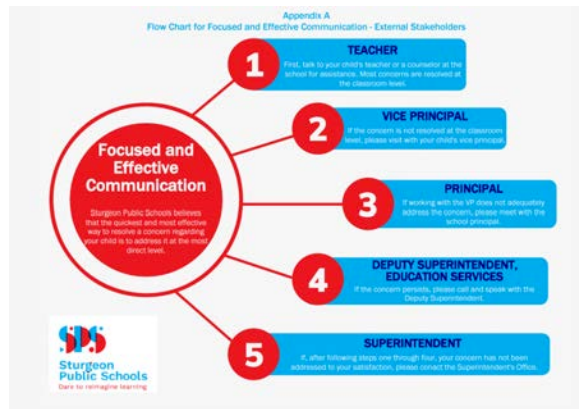 Appendix A
Flow Chart for Focused and Effective Communication - External Stakeholders
1
TEACHER
First, talk to your child's teacher or a counselor at the
school for assistance. Most concerns are resolved at
the classroom level.
2
VICE PRINCIPAL
If the concern is not resolved at the classroom
level, please visit with your child's vice principal.
Focused and
Effective
Communication
Sturgeon Public Schools believes
that the quickest and most effective
way to resolve a concern regarding
your child is to address it at the most
direct level.
3
PRINCIPAL
If working with the VP does not adequately
address the concern, please meet with the
school principal.
4
DEPUTY SUPERINTENDENT,
EDUCATION SERVICES
If the concern persists, please call and speak with the
Deputy Superintendent.
5
SUPERINTENDENT
If, after following steps one through four, your concern has not been
addressed to your satisfaction, please conact the Superintendent's Office.
SPS
Sturgeon
Public Schools
Dare to reimagine learning